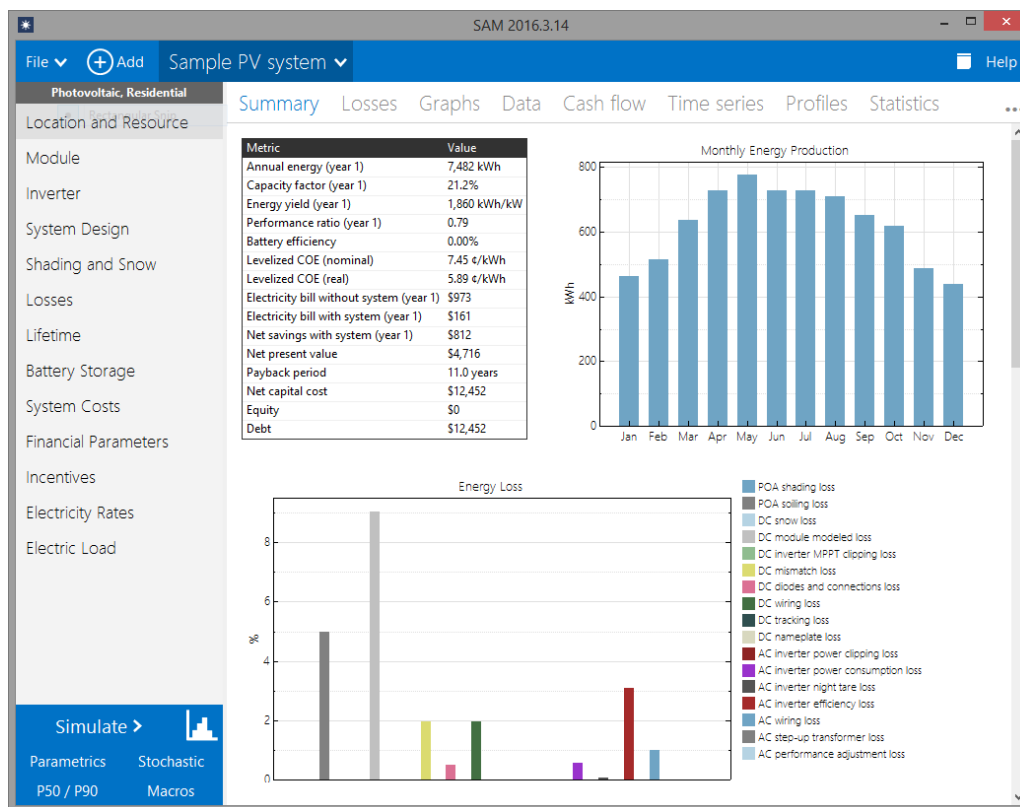 SAM 2016.3.14
File Add Sample PV system Help
Photovoltaic, Residential
Location and Resource
Module
Inverter
System Design
Shading and Snow
Losses
Lifetime
Battery Storage
System Costs
Financial Parameters
Incentives
Electricity Rates
Electric Load
Simulate >
Parametrics Stochastic
P50 / P90 Macros
Summary Losses Graphs Data Cash flow Time series Profiles Statistics ...
Metric Value
Annual energy (year 1) 7,482 kWh
Capacity factor (year 1) 21.2%
Energy yield (year 1) 1,860 kWh/kW
Performance ratio (year 1) 0.79
Battery efficiency 0.00%
Levelized COE (nominal) 7.45 ¢/kWh
Levelized COE (real) 5.89 ¢/kWh
Electricity bill without system (year 1) $973
Electricity bill with system (year 1) $161
Net savings with system (year 1) $812
Net present value $4,716
Payback period 11.0 years
Net capital cost $12,452
Equity $0
Debt $12,452
Monthly Energy Production
800
600
400
200
0
kWh
Jan Feb Mar Apr May Jun Jul Aug Sep Oct Nov Dec
Energy Loss
8
6
4
2
0
%
POA shading loss
POA soiling loss
DC snow loss
DC module modeled loss
DC inverter MPPT clipping loss
DC mismatch loss
DC diodes and connections loss
DC wiring loss
DC tracking loss
DC nameplate loss
AC inverter power clipping loss
AC inverter power consumption loss
AC inverter night tare loss
AC inverter efficiency loss
AC wiring loss
AC step-up transformer loss
AC performance adjustment loss